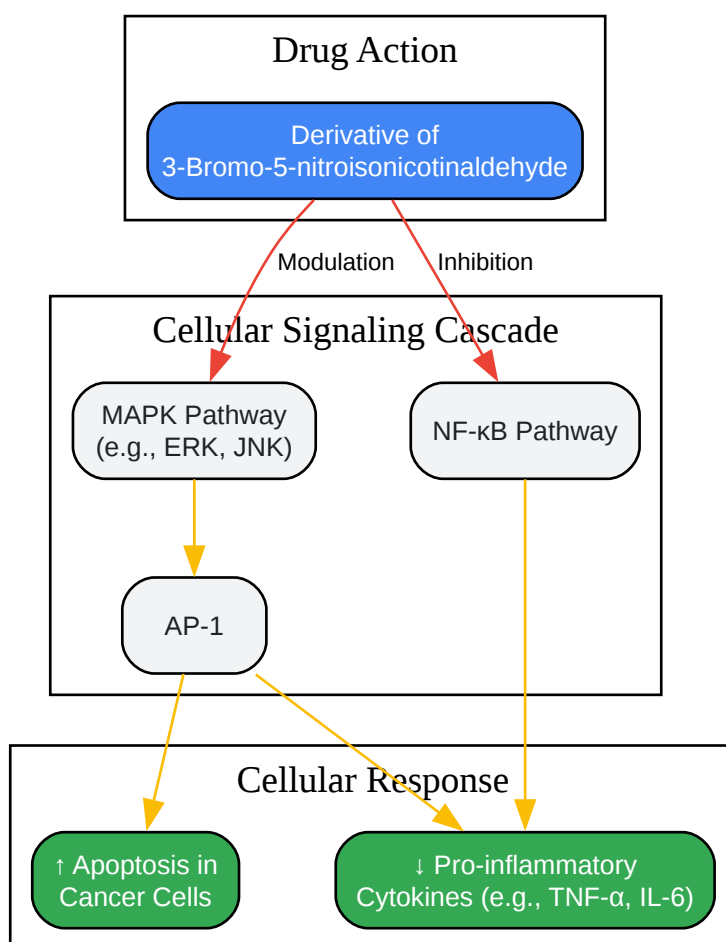 Drug Action
Derivative of
3-Bromo-5-nitroisonicotinaldehyde
Modulation
Inhibition
Cellular Signaling Cascade
MAPK Pathway
(e.g., ERK, JNK)
NF-κB Pathway
AP-1
Cellular Response
↑ Apoptosis in
Cancer Cells
↓ Pro-inflammatory
Cytokines (e.g., TNF-α, IL-6)